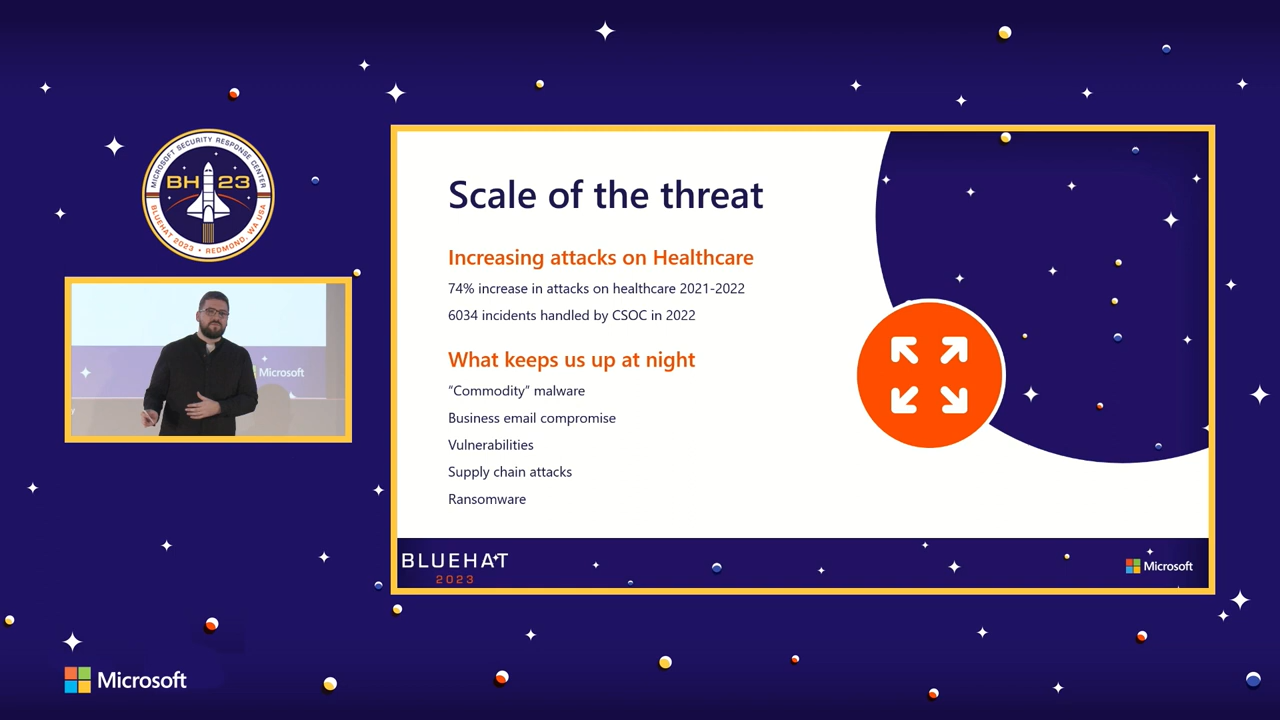 MICROSOFT SECURITY RESPONSE CENTER
BH 23
BLUEHAT 2023 • REDMOND, WA USA
Microsoft
Scale of the threat
Increasing attacks on Healthcare
74% increase in attacks on healthcare 2021-2022
6034 incidents handled by CSOC in 2022
What keeps us up at night
“Commodity” malware
Business email compromise
Vulnerabilities
Supply chain attacks
Ransomware
BLUEHAT
2023
Microsoft
Microsoft